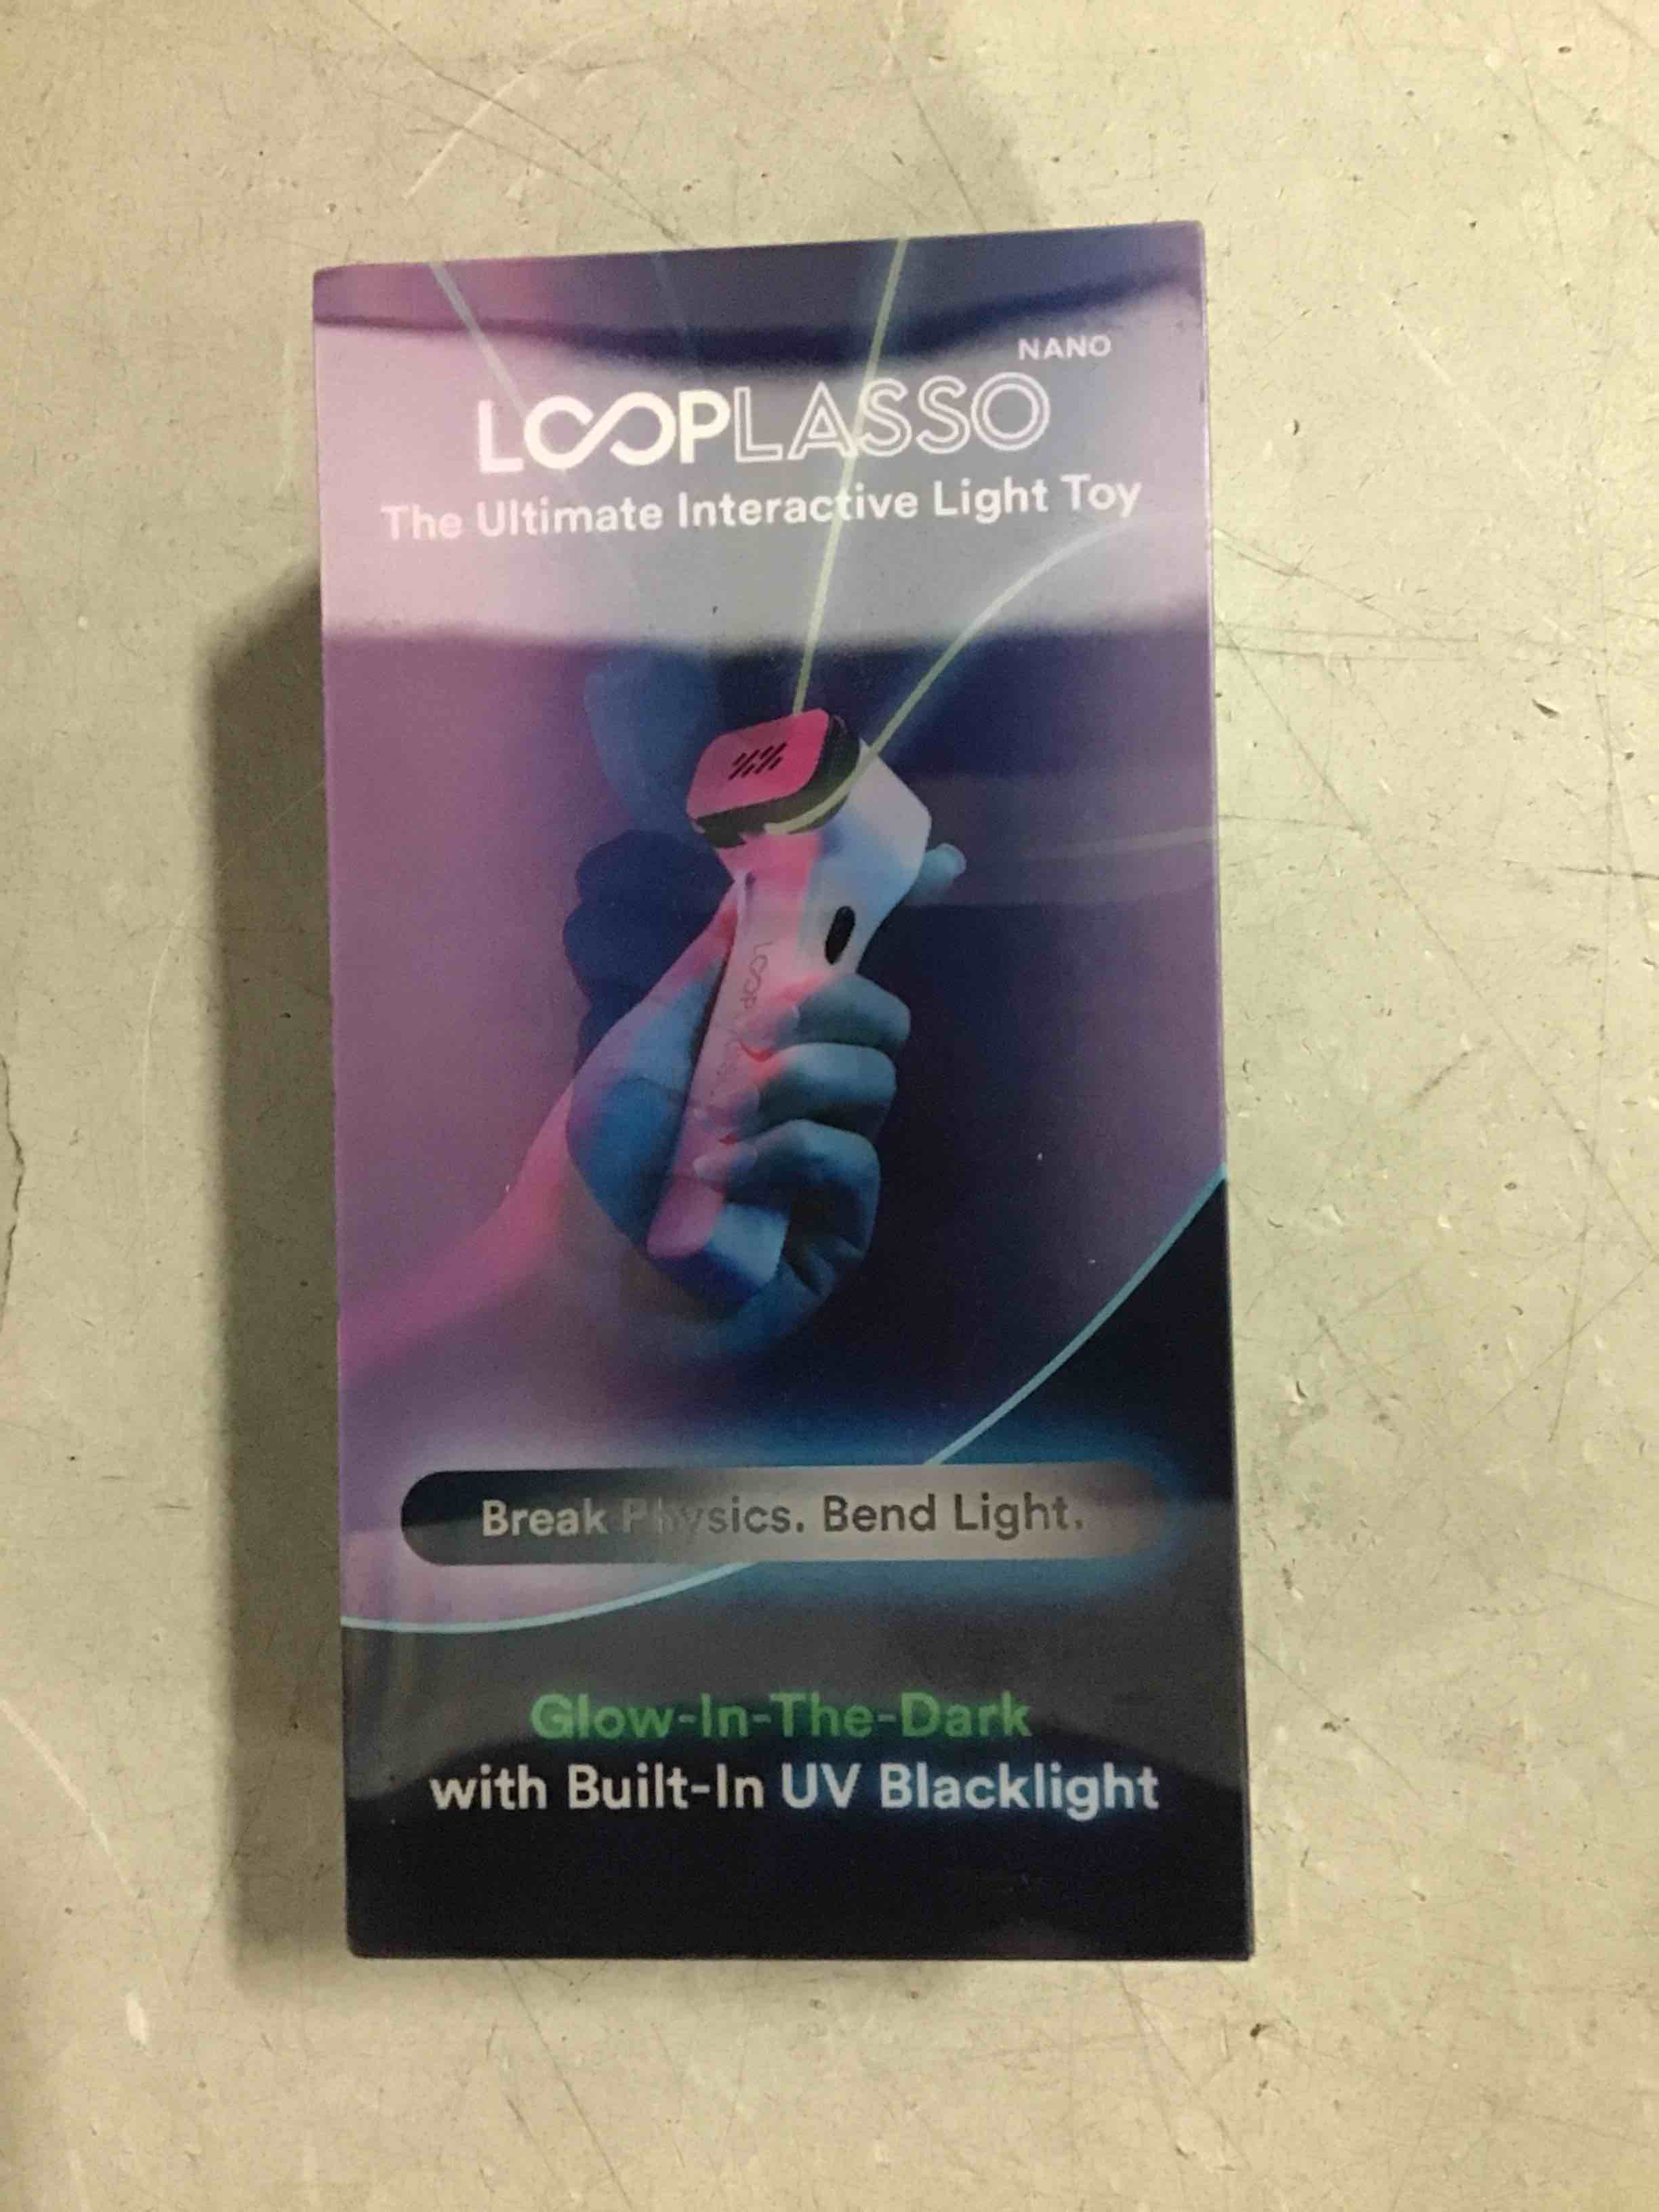 NANO
LOOPLASSO
The Ultimate Interactive Light Toy
LOOP
Break Physics. Bend Light.
Glow-In-The-Dark
with Built-In UV Blacklight